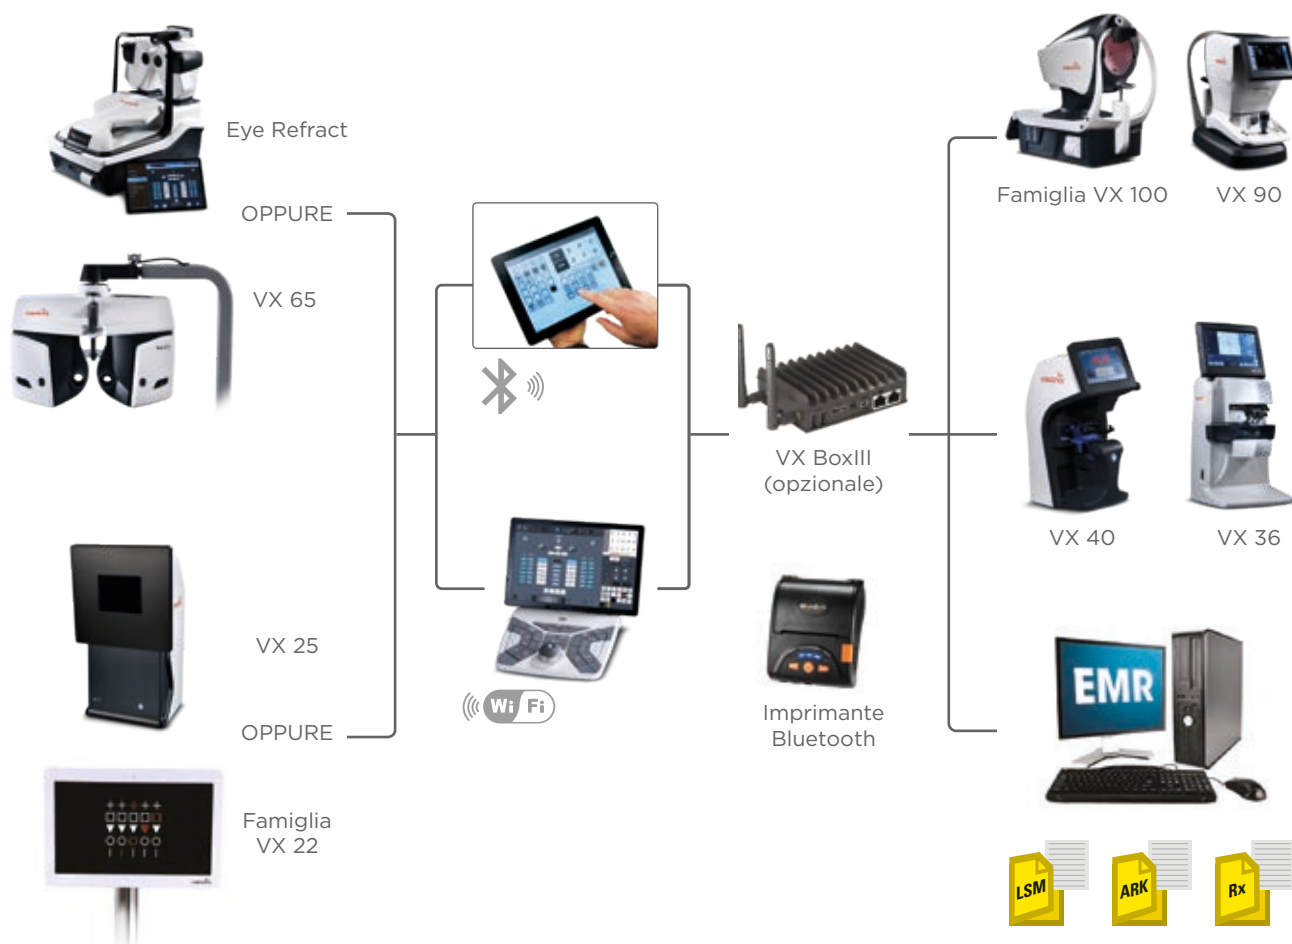 Eye Refract
OPPURE
VX 65
VX 25
OPPURE
Famiglia
VX 22
Wi Fi
VX BoxIII
(opzionale)
Imprimante
Bluetooth
Famiglia VX 100
VX 90
VX 40
VX 36
EMR
LSM
ARK
Rx